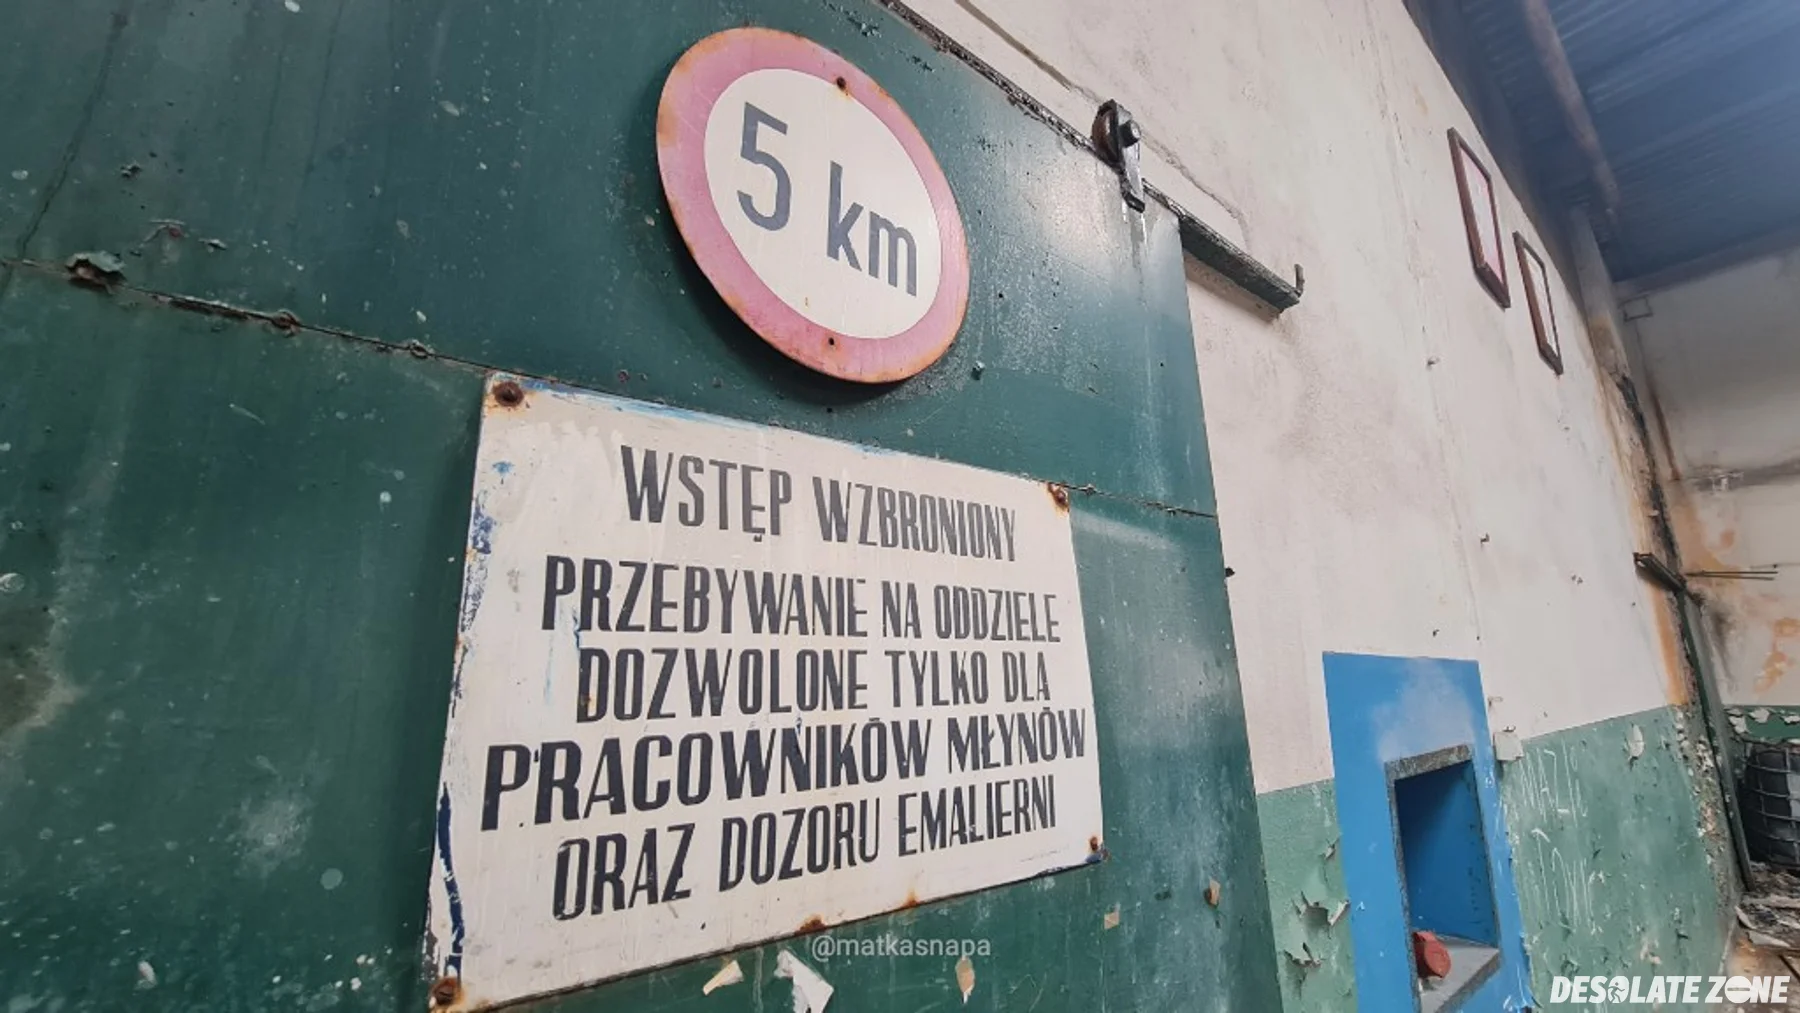 5 km
WSTĘP WZBRONIONY
PRZEBYWANIE NA ODDZIELE
DOZWOLONE TYLKO DLA
PRACOWNIKÓW MŁYNÓW
ORAZ DOZORU EMALIERNI
@matkasnapa
DESOLATE ZONE